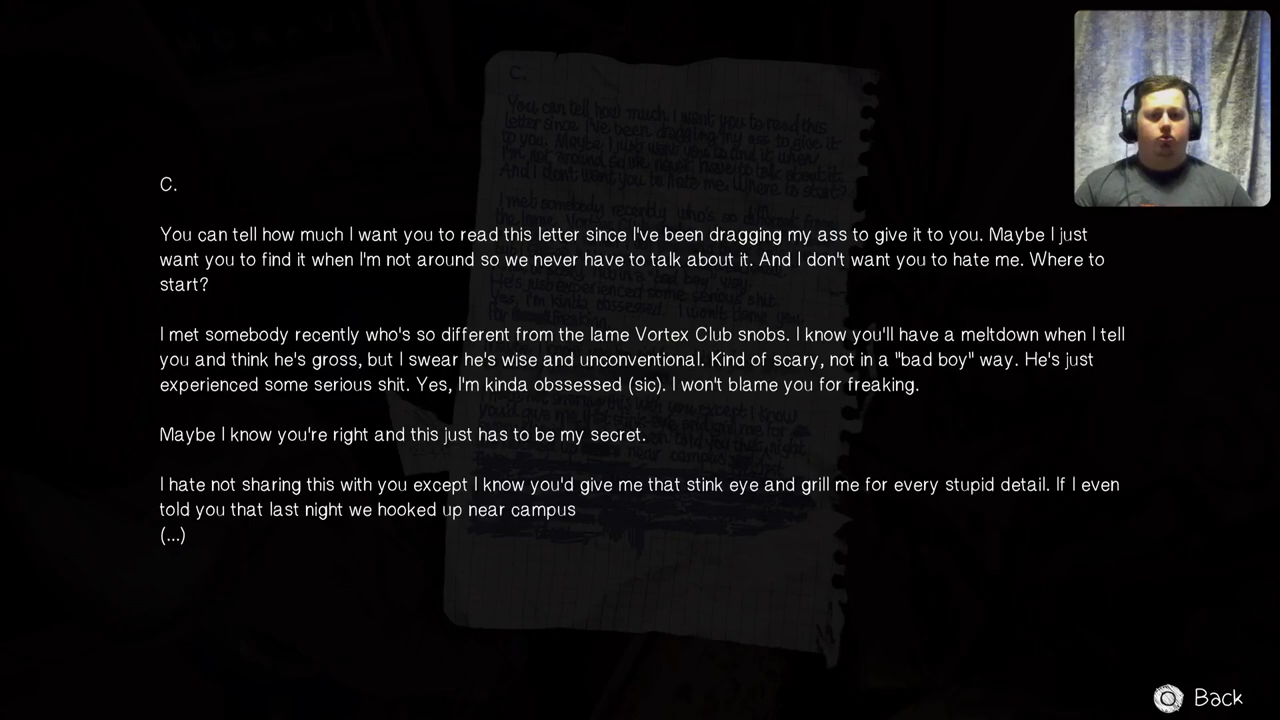 C.
You can tell how much I want you to read this letter since I've been dragging my ass to give it to you. Maybe I just
want you to find it when I'm not around so we never have to talk about it. And I don't want you to hate me. Where to
start?
I met somebody recently who's so different from the lame Vortex Club snobs. I know you'll have a meltdown when I tell
you and think he's gross, but I swear he's wise and unconventional. Kind of scary, not in a "bad boy" way. He's just
experienced some serious shit. Yes, I'm kinda obssessed (sic). I won't blame you for freaking.
Maybe I know you're right and this just has to be my secret.
I hate not sharing this with you except I know you'd give me that stink eye and grill me for every stupid detail. If I even
told you that last night we hooked up near campus
(...)
Back